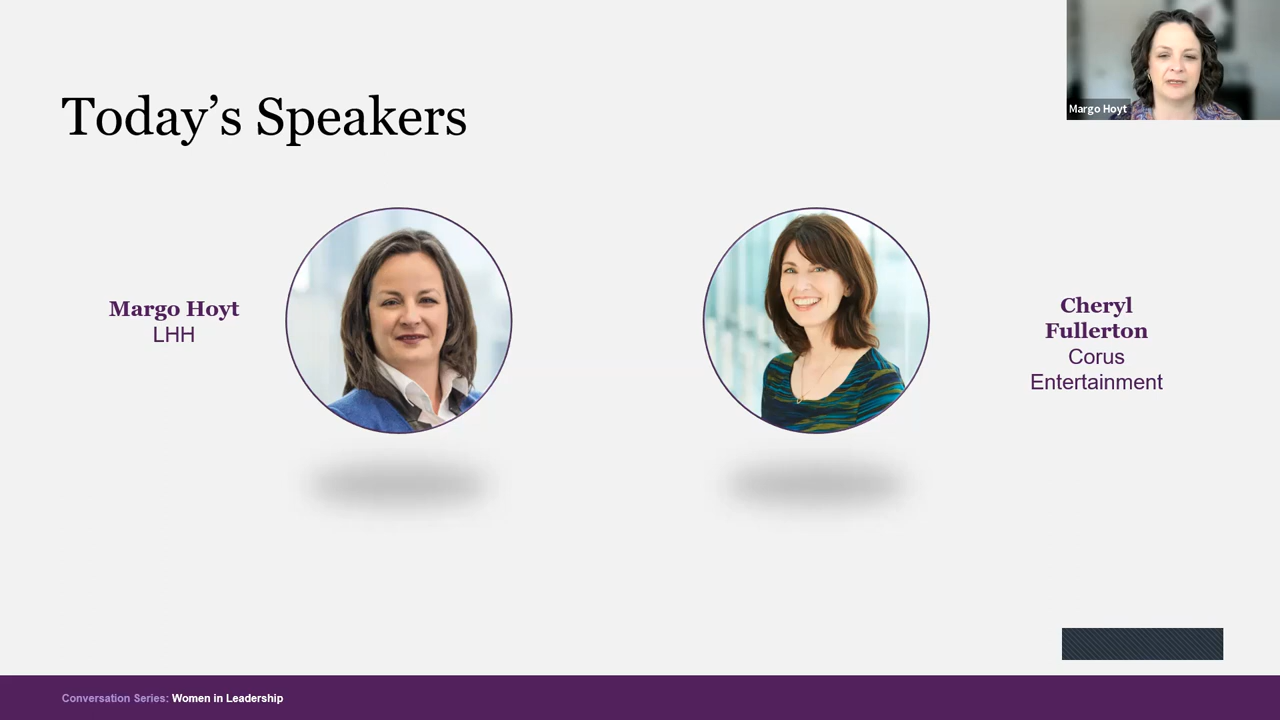 Today’s Speakers
Margo Hoyt
Margo Hoyt
LHH
Cheryl
Fullerton
Corus
Entertainment
Conversation Series: Women in Leadership